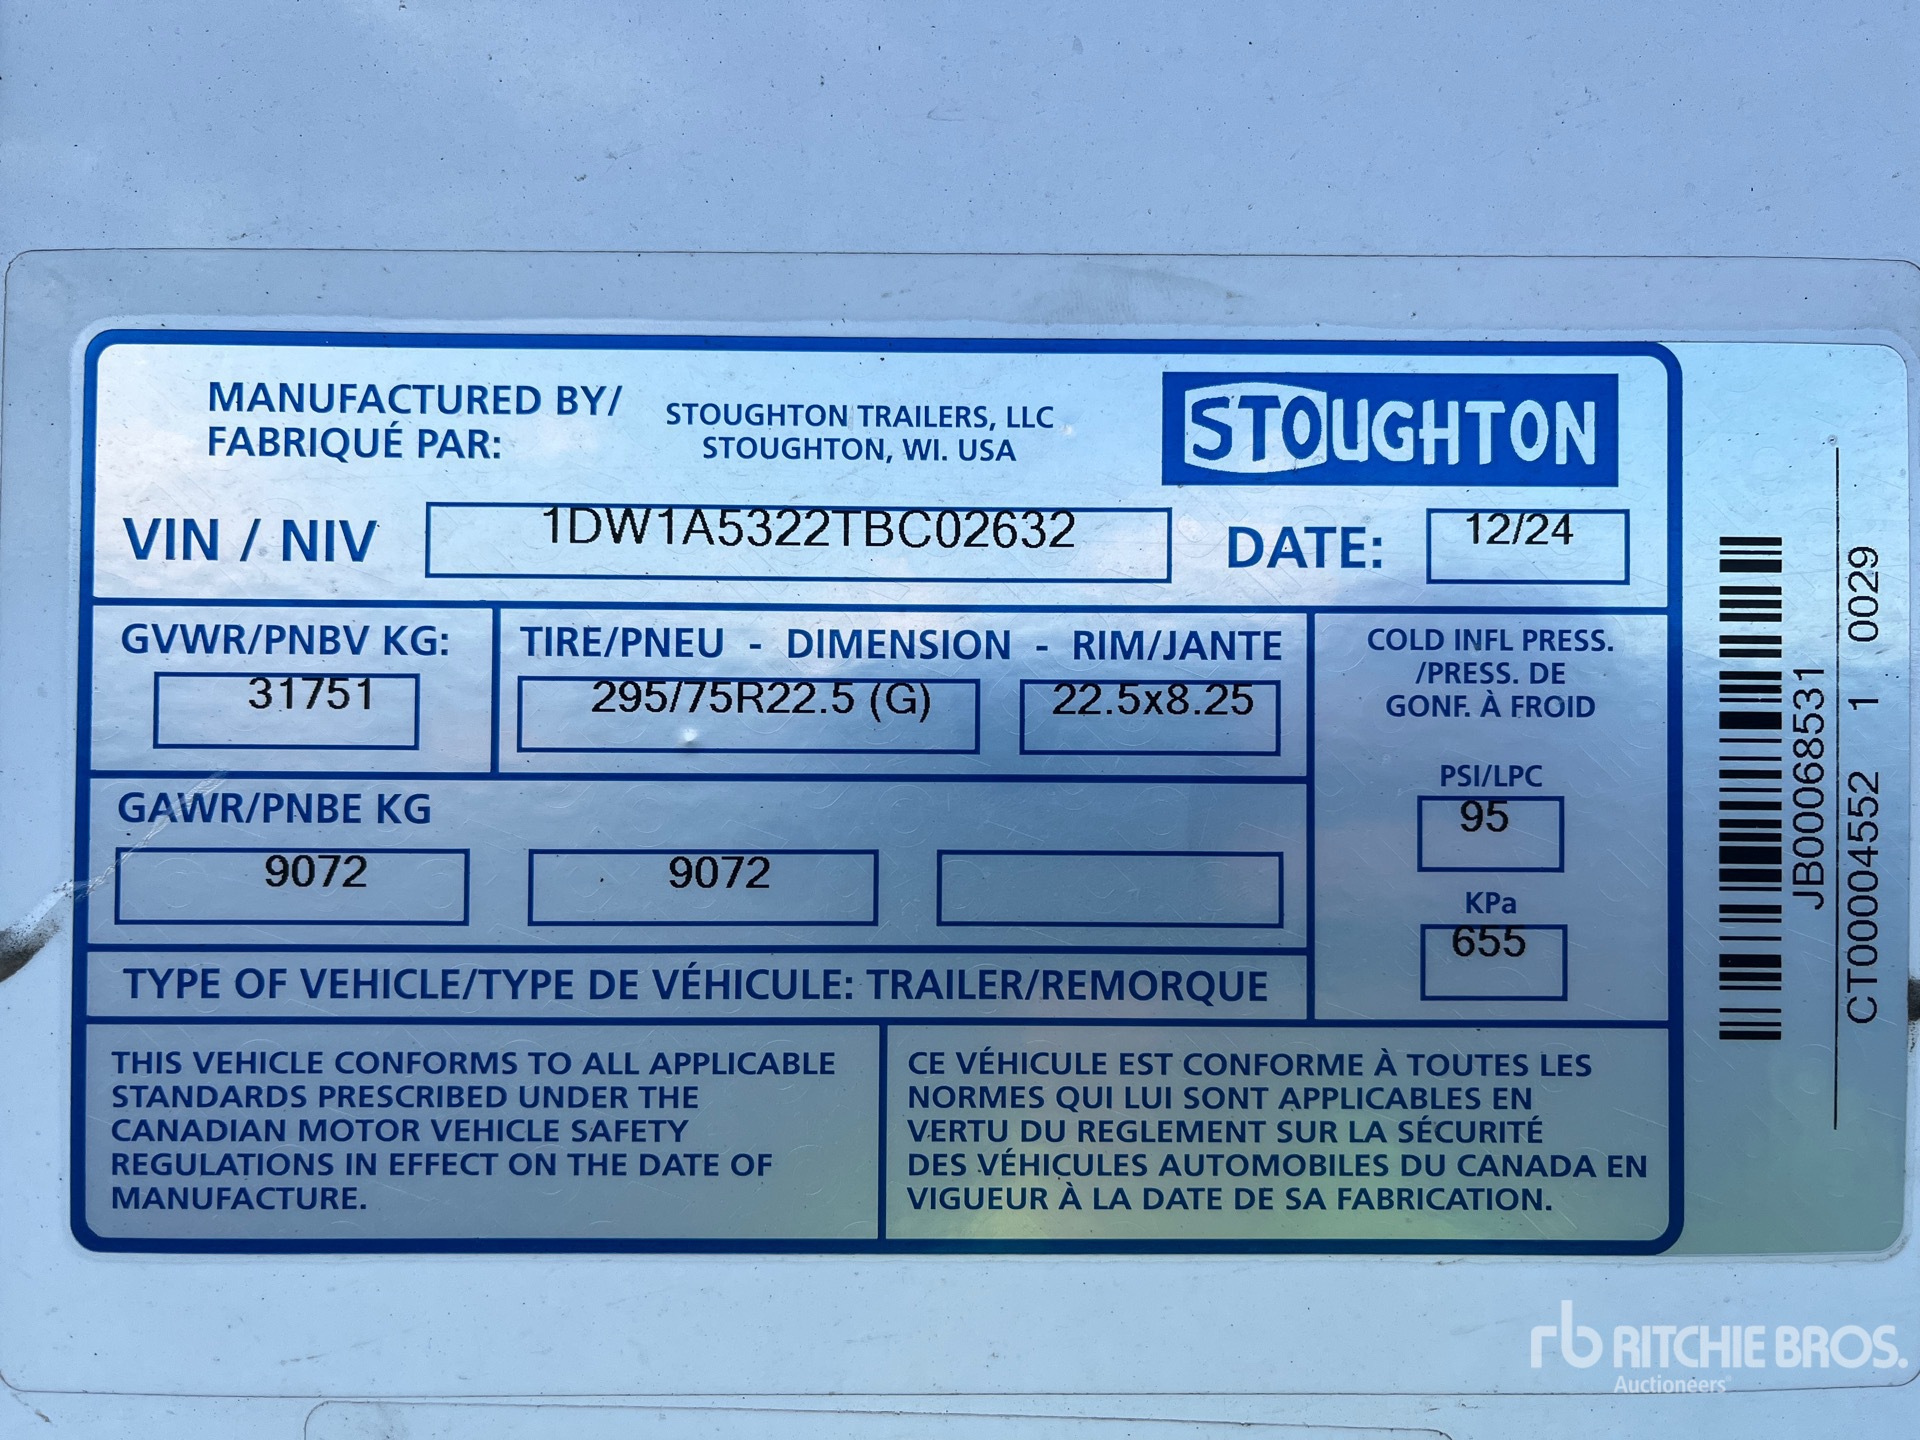 MANUFACTURED BY/
FABRIQUÉ PAR:
STOUGHTON TRAILERS, LLC
STOUGHTON, WI. USA
STOUGHTON
VIN / NIV 1DW1A5322TBC02632 DATE: 12/24
GVWR/PNBV KG:
31751
TIRE/PNEU - DIMENSION - RIM/JANTE
295/75R22.5 (G) 22.5x8.25
COLD INFL PRESS.
/PRESS. DE
GONF. À FROID
PSI/LPC
95
KPa
655
GAWR/PNBE KG
9072 9072
TYPE OF VEHICLE/TYPE DE VÉHICULE: TRAILER/REMORQUE
THIS VEHICLE CONFORMS TO ALL APPLICABLE
STANDARDS PRESCRIBED UNDER THE
CANADIAN MOTOR VEHICLE SAFETY
REGULATIONS IN EFFECT ON THE DATE OF
MANUFACTURE.
CE VÉHICULE EST CONFORME À TOUTES LES
NORMES QUI LUI SONT APPLICABLES EN
VERTU DU REGLEMENT SUR LA SÉCURITÉ
DES VÉHICULES AUTOMOBILES DU CANADA EN
VIGUEUR À LA DATE DE SA FABRICATION.
JB00068531
CT00004552 1 0029
rb RITCHIE BROS.
Auctioneers